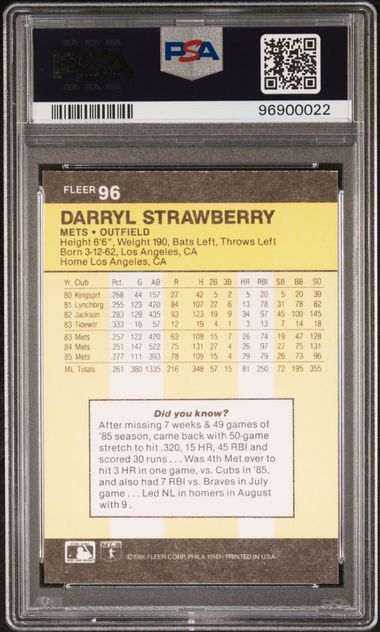 PSA
96900022
FLEER 96
DARRYL STRAWBERRY
METS • OUTFIELD
Height 6'6", Weight 190, Bats Left, Throws Left
Born 3-12-62, Los Angeles, CA
Home Los Angeles, CA
Yr. Club Pct. G AB R H 2B 3B HR RBI SB BB SO
80 Kingsprt 268 44 157 27 42 5 2 5 20 5 20 39
81 Lynchbrg 255 123 420 84 107 22 6 13 78 31 82
82 Jackson 283 129 435 93 123 19 9 34 97 45 100 145
83 Tidewtr 333 16 57 12 19 4 1 3 13 7 14 18
83 Mets 257 122 420 63 108 15 7 26 74 19 47 128
84 Mets 251 147 522 75 131 27 4 26 97 27 75 131
85 Mets 277 111 393 78 109 15 4 29 79 26 73 96
ML Totals 261 380 1335 216 348 57 15 81 250 72 195 355
Did you know?
After missing 7 weeks & 49 games of
'85 season, came back with 50-game
stretch to hit .320, 15 HR, 45 RBI and
scored 30 runs . . . Was 4th Met ever to
hit 3 HR in one game, vs. Cubs in '85,
and also had 7 RBI vs. Braves in July
game . . . Led NL in homers in August
with 9 .
©1986 FLEER CORP. PHILA 19141 • PRINTED IN U.S.A.